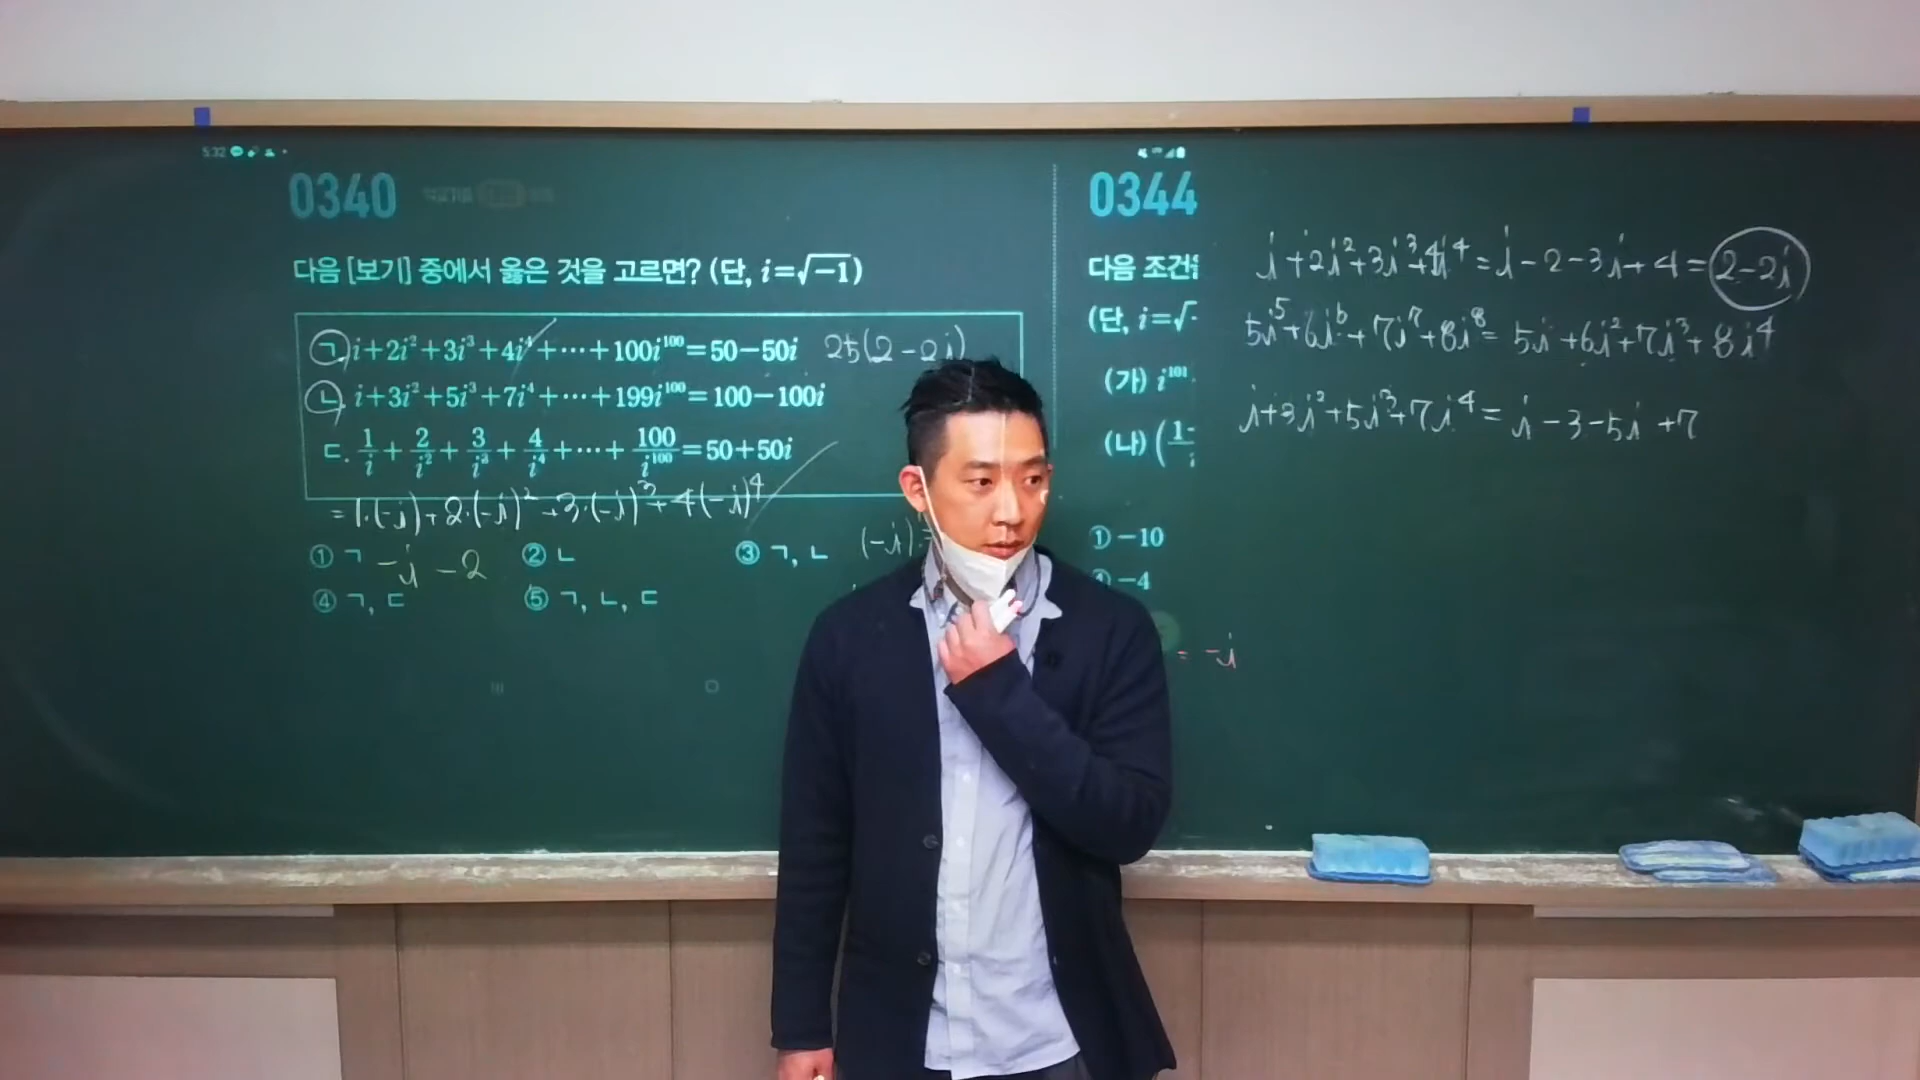 5:32
0340
다음 [보기] 중에서 옳은 것을 고르면? (단, i=√-1)
ㄱ. i+2i²+3i³+4i⁴+⋯+100i¹⁰⁰=50-50i 25(2-2i)
ㄴ. i+3i²+5i³+7i⁴+⋯+199i¹⁰⁰=100-100i
ㄷ. 1/i+2/i²+3/i³+4/i⁴+⋯+100/i¹⁰⁰=50+50i
=1·(-i)+2·(-i)²+3·(-i)³+4(-i)⁴
-i -2
① ㄱ ② ㄴ ③ ㄱ, ㄴ
④ ㄱ, ㄷ ⑤ ㄱ, ㄴ, ㄷ
(-i)
0344
다음 조건
(단, i=√-
(가) i¹⁰¹
(나) (1-
① -10
④ -4
= -i
i+2i²+3i³+4i⁴=i-2-3i+4=2-2i
5i⁵+6i⁶+7i⁷+8i⁸=5i+6i²+7i³+8i⁴
i+3i²+5i³+7i⁴=i-3-5i+7